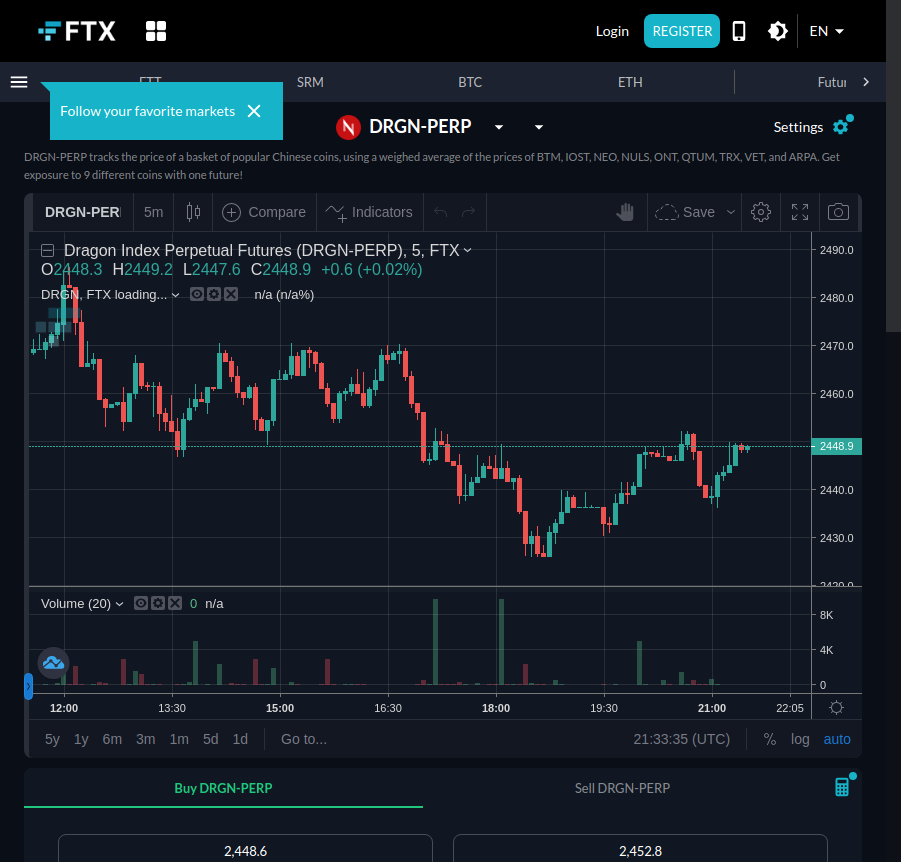 FTX
Login
REGISTER
EN
SRM
BTC
ETH
Follow your favorite markets
DRGN-PERP
Settings
DRGN-PERP tracks the price of a basket of popular Chinese coins, using a weighed average of the prices of BTM, IOST, NEO, NULS, ONT, QTUM, TRX, VET, and ARPA. Get
exposure to 9 different coins with one future!
DRGN-PER
5m
Compare
Indicators
Save
Dragon Index Perpetual Futures (DRGN-PERP), 5, FTX
O2448.3 H2449.2 L2447.6 C2448.9 +0.6 (+0.02%)
DRGN, FTX loading... n/a (n/a%)
2490.0
2480.0
2470.0
2460.0
2448.9
2440.0
2430.0
2420.0
Volume (20) 0 n/a
8K
4K
0
12:00 13:30 15:00 16:30 18:00 19:30 21:00 22:05
5y 1y 6m 3m 1m 5d 1d Go to... 21:33:35 (UTC) % log auto
Buy DRGN-PERP
Sell DRGN-PERP
2,448.6
2,452.8